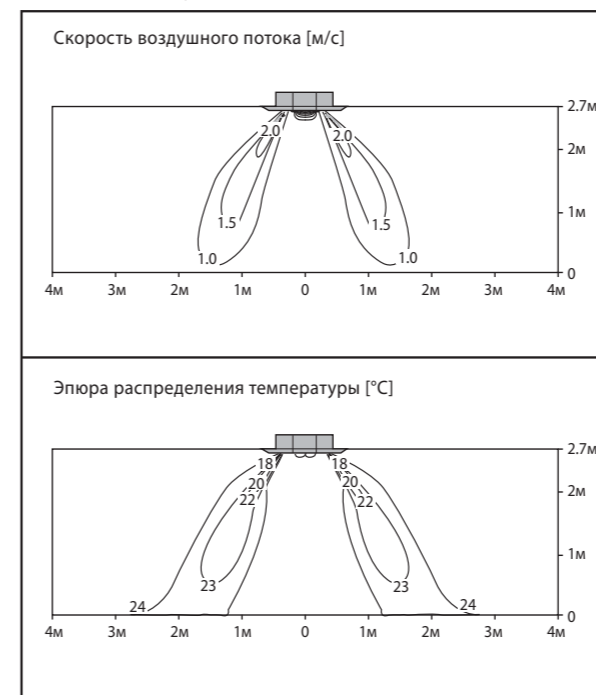 Скорость воздушного потока [м/с]
2.7м
2.0 2.0 2м
1м
1.5 1.5
1.0 1.0 0
4м 3м 2м 1м 0 1м 2м 3м 4м
Эпюра распределения температуры [°C]
2.7м
18 18
20 20 2м
22 22
1м
23 23
24 24 0
4м 3м 2м 1м 0 1м 2м 3м 4м